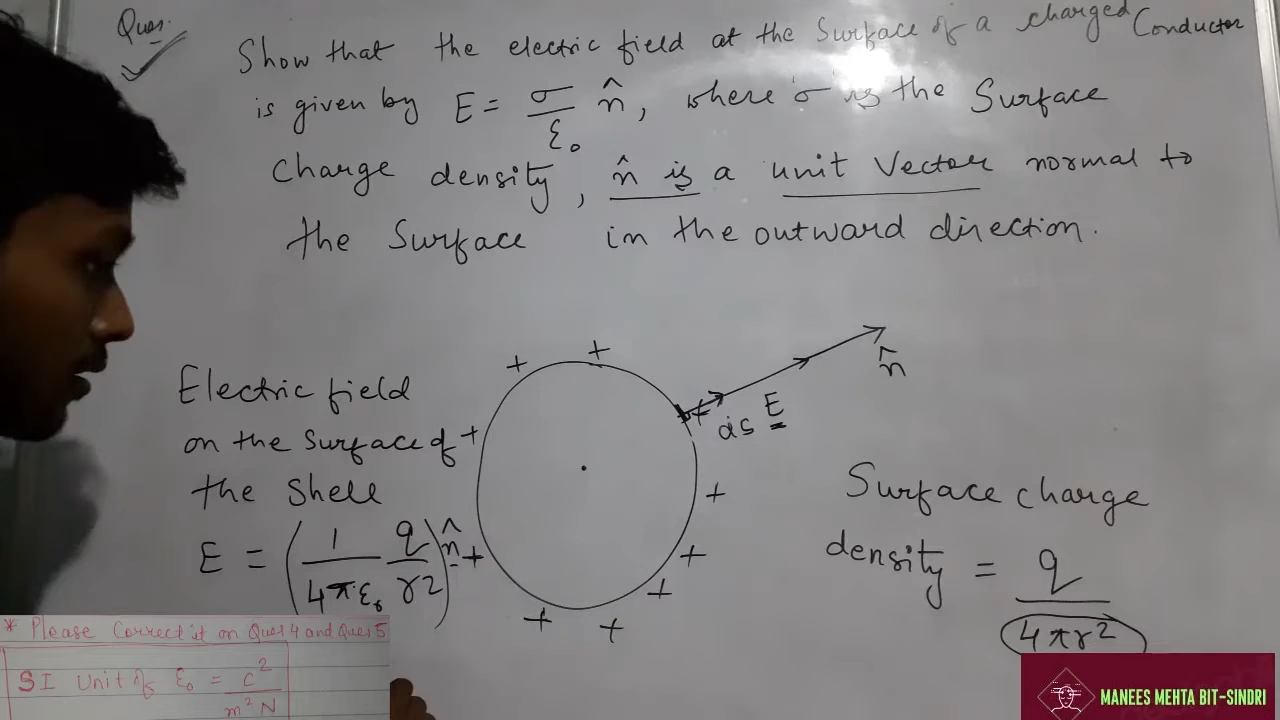 Ques.
Show that the electric field at the Surface of a charged Conductor
is given by E = σ/ε₀ n̂, where 'σ' is the Surface
charge density, n̂ is a unit Vector normal to
the Surface in the outward direction.
Electric field
on the Surface of
the Shell
E = (1/4πε₀ q/r2) n̂
+ + + + + + + + + +
ds E
n̂
Surface charge
density = q/4πr²
* Please Correct it on Ques 4 and Ques 5
SI Unit of ε₀ = C²/m²N
MANEES MEHTA BIT-SINDRI